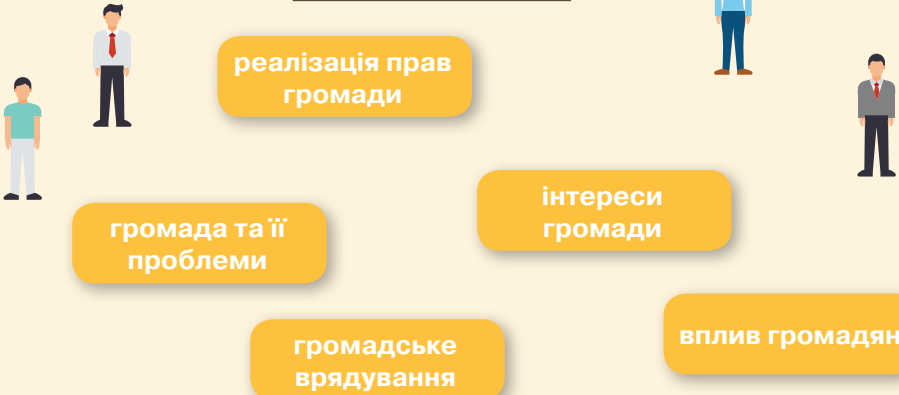 реалізація прав
громади
інтереси
громади
громада та її
проблеми
вплив громадян
громадське
врядування